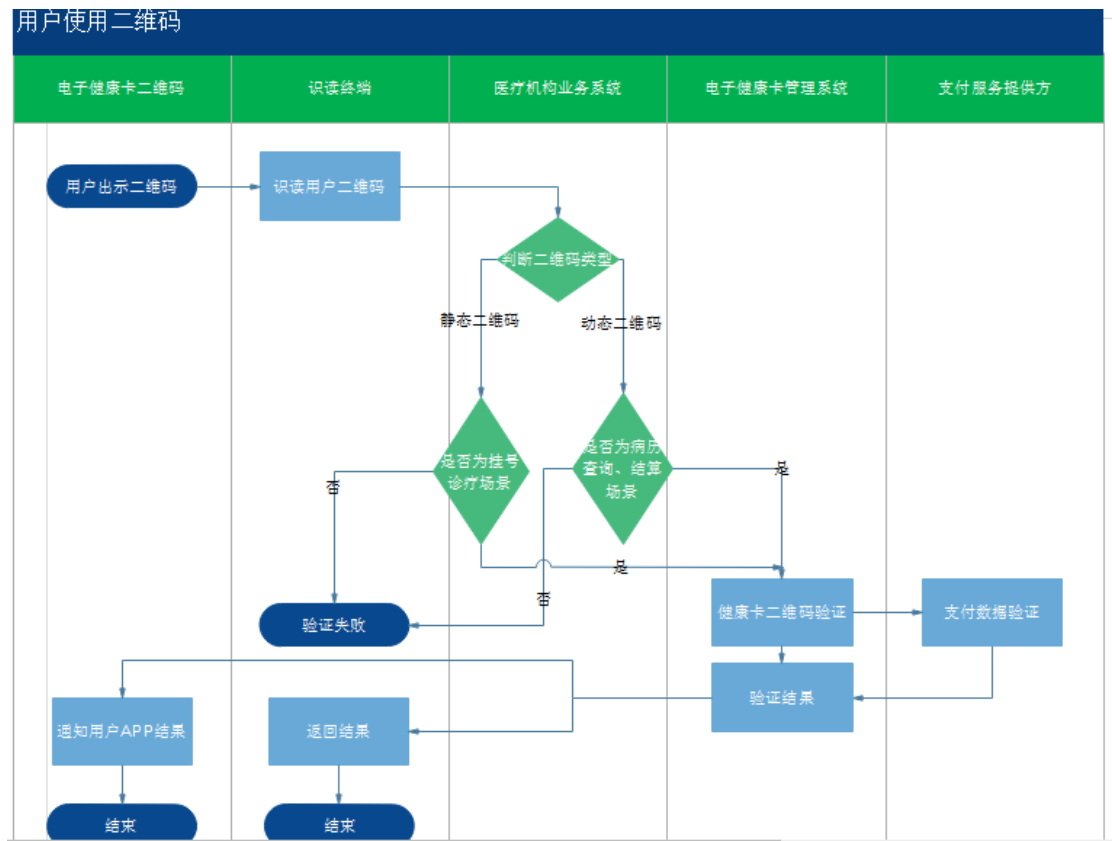 用户使用二维码
电子健康卡二维码
识读终端
医疗机构业务系统
电子健康卡管理系统
支付服务提供方
用户出示二维码
识读用户二维码
判断二维码类型
静态二维码
动态二维码
是否为挂号
诊疗场景
是否为病历
查询、结算
场景
否
是
是
否
验证失败
健康卡二维码验证
支付数据验证
验证结果
通知用户APP结果
返回结果
结束
结束